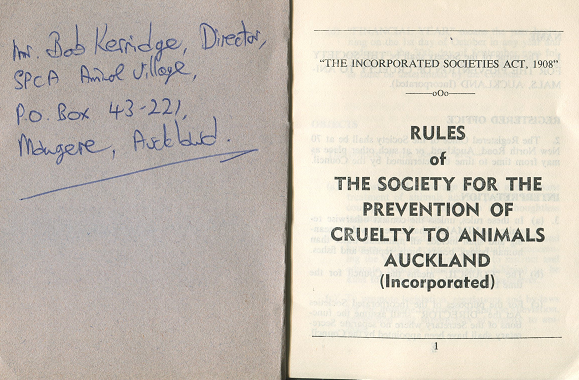 Mr. Bob Kerridge, Director,
SPCA Animal Village,
P.O. Box 43-221,
Mangere, Auckland.
"THE INCORPORATED SOCIETIES ACT, 1908"
oOo
RULES
of
THE SOCIETY FOR THE
PREVENTION OF
CRUELTY TO ANIMALS
AUCKLAND
(Incorporated)
1